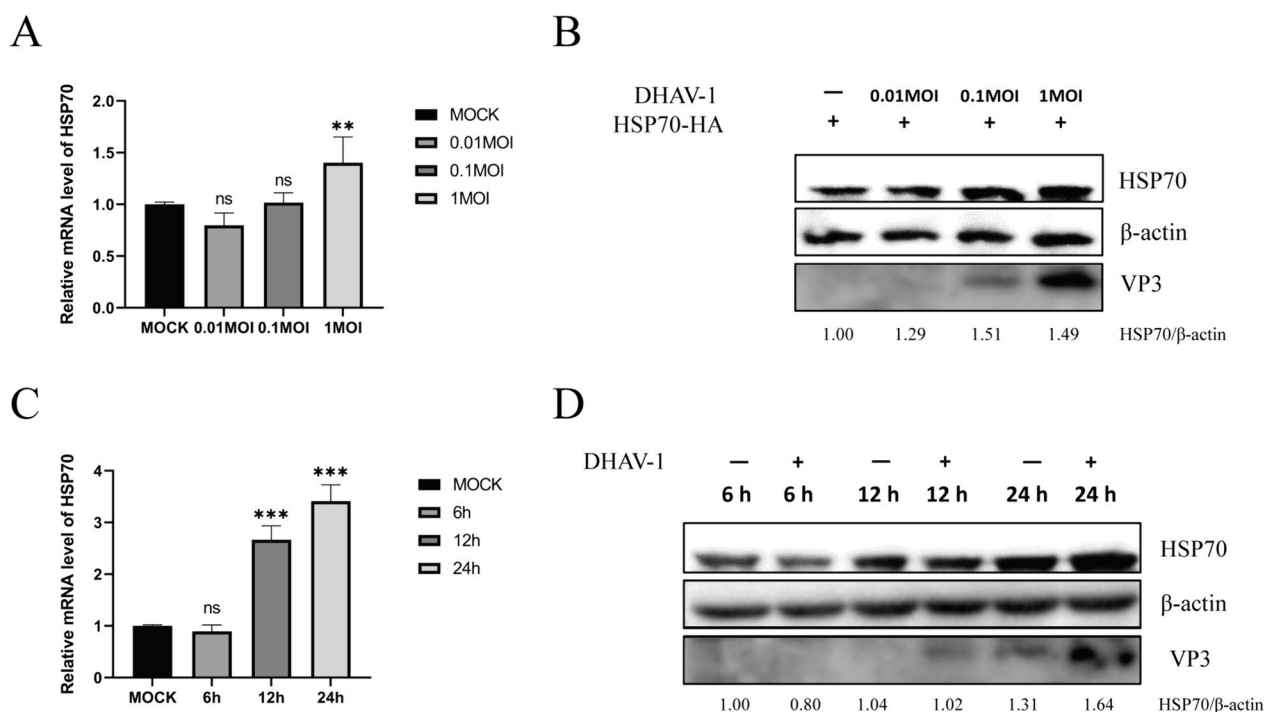 A
Relative mRNA level of HSP70
2.0
1.5
1.0
0.5
0.0
ns
ns
**
MOCK 0.01MOI 0.1MOI 1MOI
MOCK
0.01MOI
0.1MOI
1MOI
B
DHAV-1 — 0.01MOI 0.1MOI 1MOI
HSP70-HA + + + +
HSP70
β-actin
VP3
1.00 1.29 1.51 1.49 HSP70/β-actin
C
Relative mRNA level of HSP70
4
3
2
1
0
ns
***
***
MOCK 6h 12h 24h
MOCK
6h
12h
24h
D
DHAV-1 — + — + — +
6 h 6 h 12 h 12 h 24 h 24 h
HSP70
β-actin
VP3
1.00 0.80 1.04 1.02 1.31 1.64 HSP70/β-actin